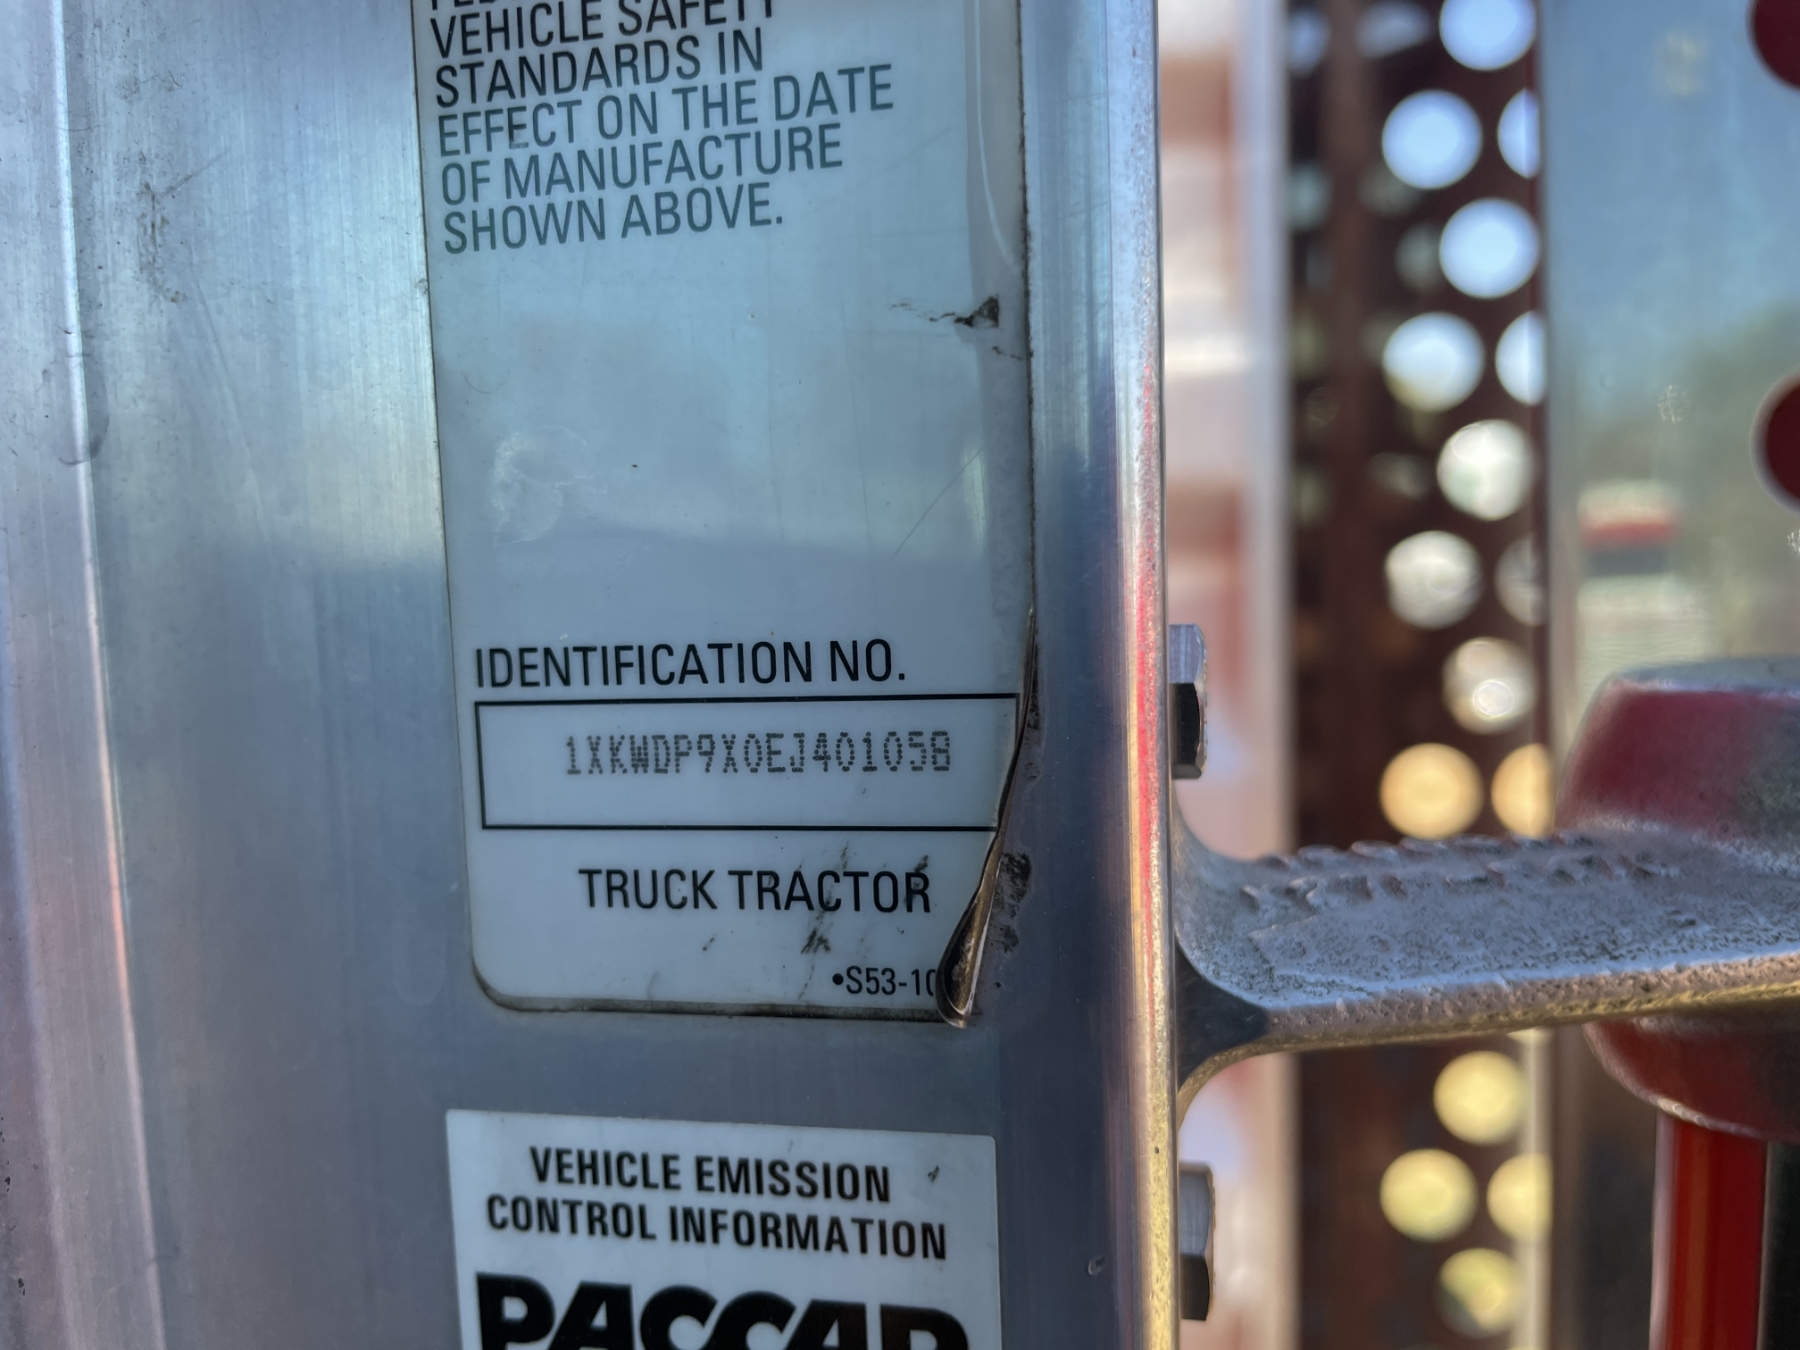 VEHICLE SAFETY
STANDARDS IN
EFFECT ON THE DATE
OF MANUFACTURE
SHOWN ABOVE.
IDENTIFICATION NO.
1XKWDP9X0EJ401058
TRUCK TRACTOR
•S53-10
VEHICLE EMISSION
CONTROL INFORMATION
PACCAR